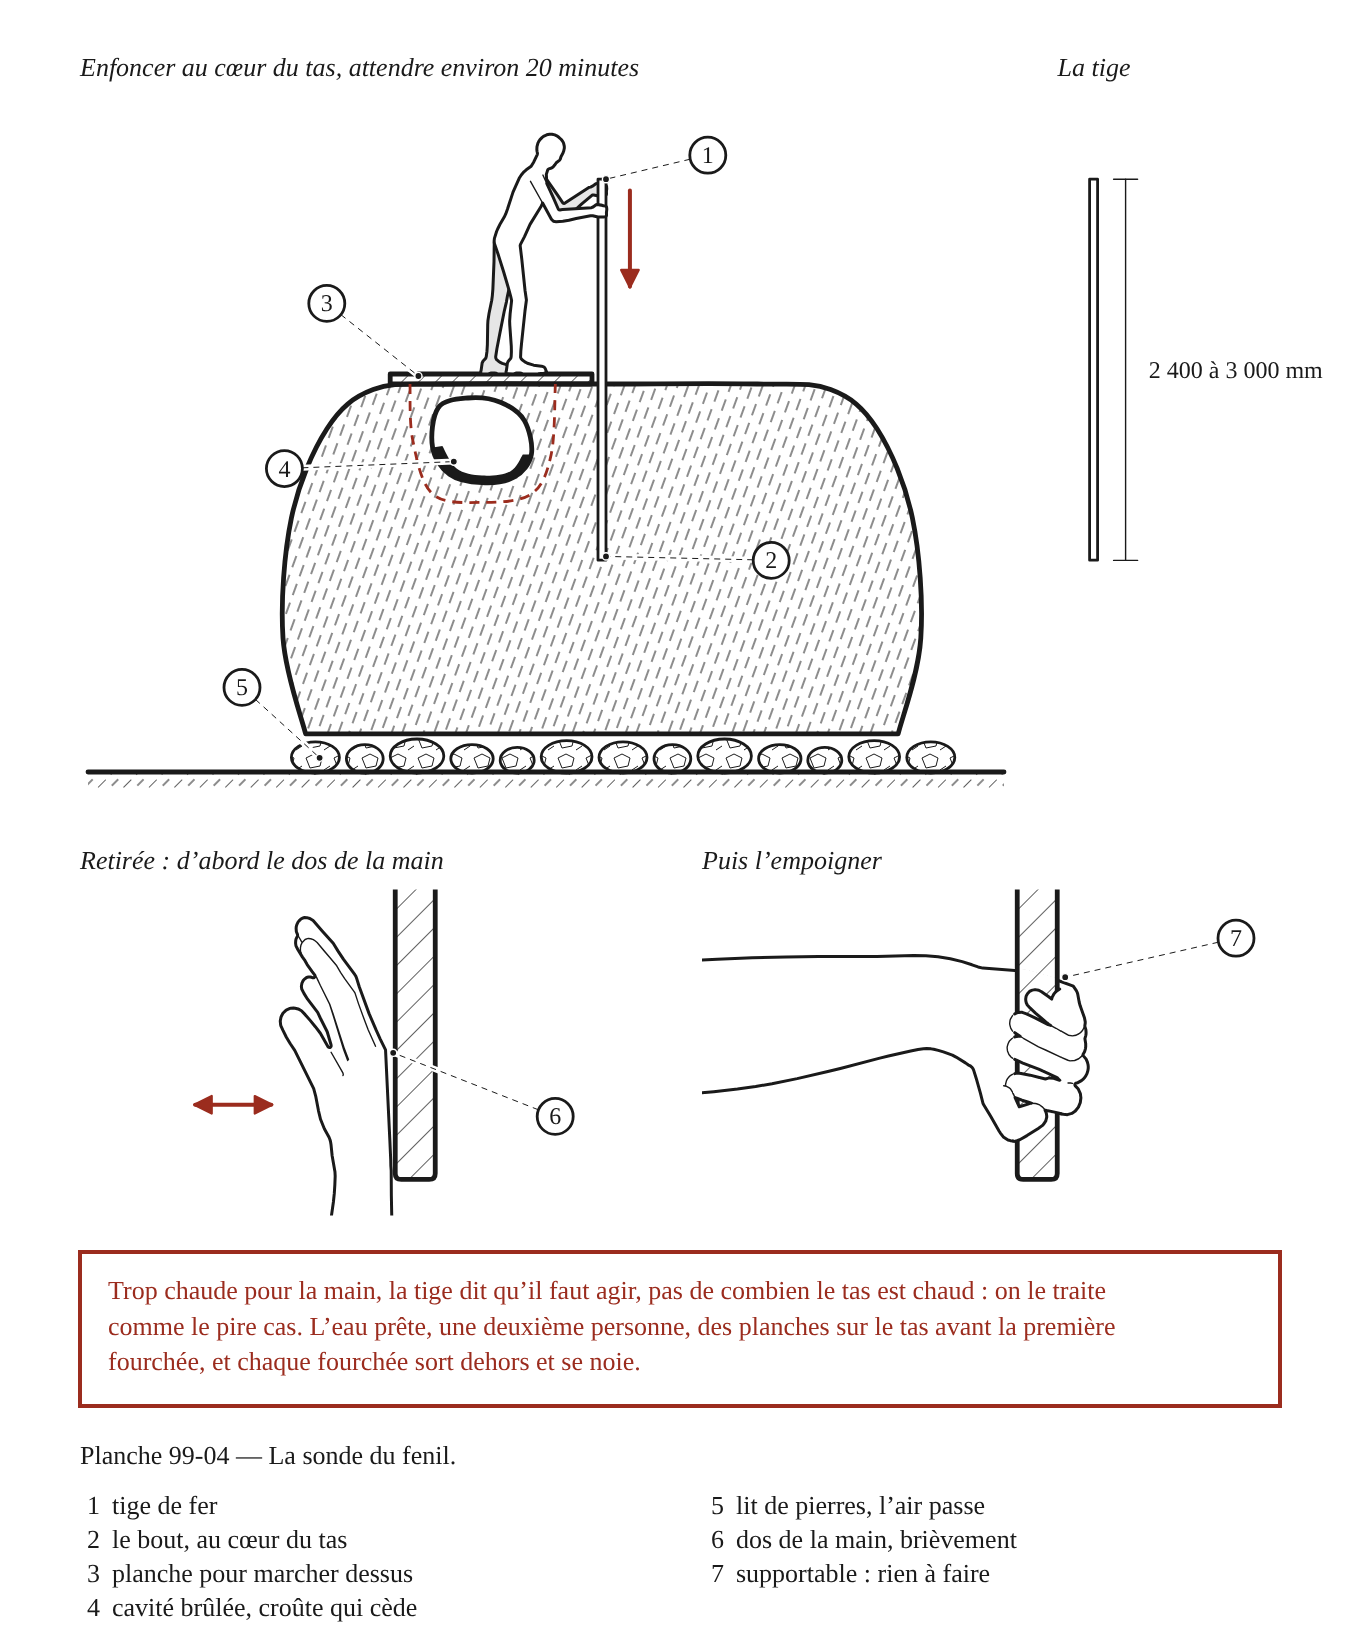 Enfoncer au cœur du tas, attendre environ 20 minutes
La tige
1
3
2 400 à 3 000 mm
4
2
5
Retirée : d’abord le dos de la main
Puis l’empoigner
7
6
Trop chaude pour la main, la tige dit qu’il faut agir, pas de combien le tas est chaud : on le traite
comme le pire cas. L’eau prête, une deuxième personne, des planches sur le tas avant la première
fourchée, et chaque fourchée sort dehors et se noie.
Planche 99-04 — La sonde du fenil.
1 tige de fer
2 le bout, au cœur du tas
3 planche pour marcher dessus
4 cavité brûlée, croûte qui cède
5 lit de pierres, l’air passe
6 dos de la main, brièvement
7 supportable : rien à faire